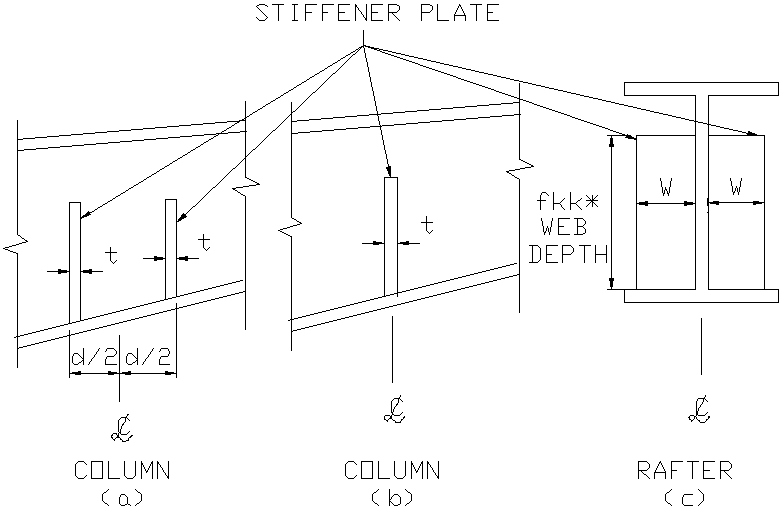 STIFFENER PLATE
t
t
t
fkk*
WEB
DEPTH
W
W
d/2
d/2
℄
℄
℄
COLUMN
(a)
COLUMN
(b)
RAFTER
(c)